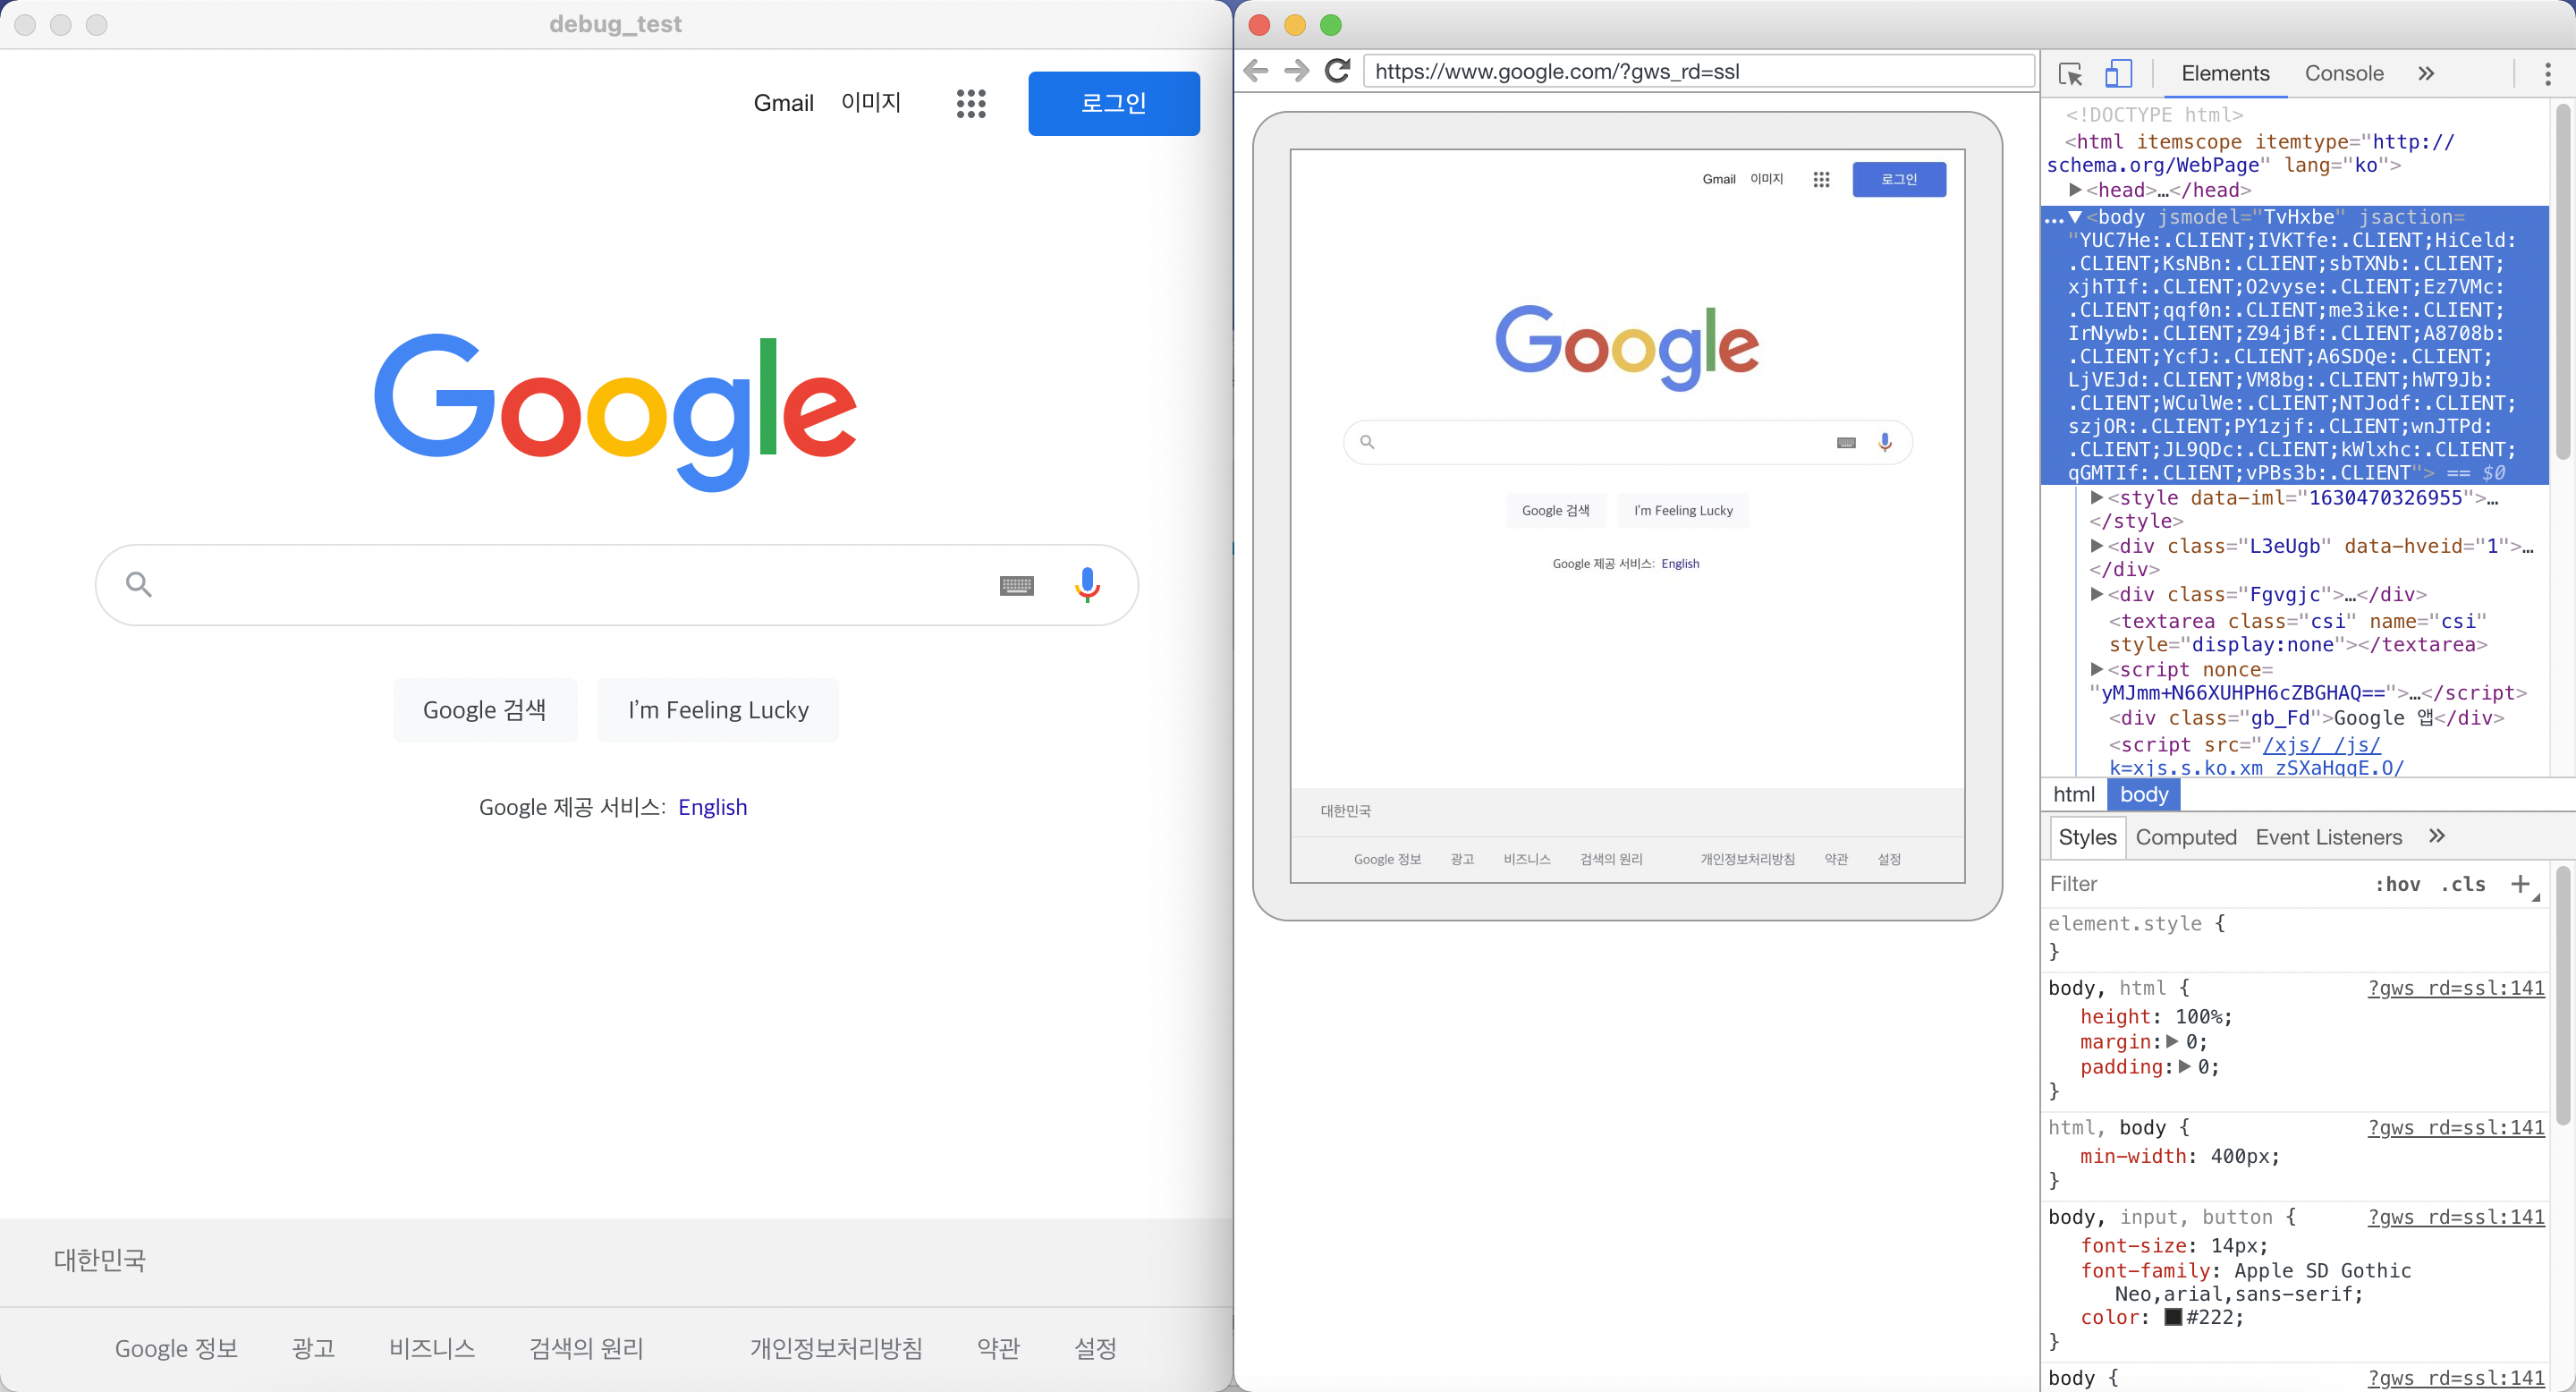 debug_test
Gmail 이미지 로그인
Google
Google 검색 I'm Feeling Lucky
Google 제공 서비스: English
대한민국
Google 정보 광고 비즈니스 검색의 원리 개인정보처리방침 약관 설정
https://www.google.com/?gws_rd=ssl
Gmail 이미지 로그인
Google
Google 검색 I'm Feeling Lucky
Google 제공 서비스: English
대한민국
Google 정보 광고 비즈니스 검색의 원리 개인정보처리방침 약관 설정
Elements Console »
<!DOCTYPE html>
<html itemscope itemtype="http://
schema.org/WebPage" lang="ko">
▶<head>…</head>
…▼<body jsmodel="TvHxbe" jsaction=
"YUC7He:.CLIENT;IVKTfe:.CLIENT;HiCeld:
.CLIENT;KsNBn:.CLIENT;sbTXNb:.CLIENT;
xjhTIf:.CLIENT;O2vyse:.CLIENT;Ez7VMc:
.CLIENT;qqf0n:.CLIENT;me3ike:.CLIENT;
IrNywb:.CLIENT;Z94jBf:.CLIENT;A8708b:
.CLIENT;YcfJ:.CLIENT;A6SDQe:.CLIENT;
LjVEJd:.CLIENT;VM8bg:.CLIENT;hWT9Jb:
.CLIENT;WCulWe:.CLIENT;NTJodf:.CLIENT;
szjOR:.CLIENT;PY1zjf:.CLIENT;wnJTPd:
.CLIENT;JL9QDc:.CLIENT;kWlxhc:.CLIENT;
qGMTIf:.CLIENT;vPBs3b:.CLIENT"> == $0
▶<style data-iml="1630470326955">…
</style>
▶<div class="L3eUgb" data-hveid="1">…
</div>
▶<div class="Fgvgjc">…</div>
<textarea class="csi" name="csi"
style="display:none"></textarea>
▶<script nonce=
"yMJmm+N66XUHPH6cZBGHAQ==">…</script>
<div class="gb_Fd">Google 앱</div>
<script src="/xjs/_/js/
k=xjs.s.ko.xm_zSXaHqgE.O/
html body
Styles Computed Event Listeners »
Filter :hov .cls +
element.style {
}
body, html { ?gws_rd=ssl:141
height: 100%;
margin:▶ 0;
padding:▶ 0;
}
html, body { ?gws_rd=ssl:141
min-width: 400px;
}
body, input, button { ?gws_rd=ssl:141
font-size: 14px;
font-family: Apple SD Gothic
Neo,arial,sans-serif;
color: #222;
}
body { ?gws_rd=ssl:141